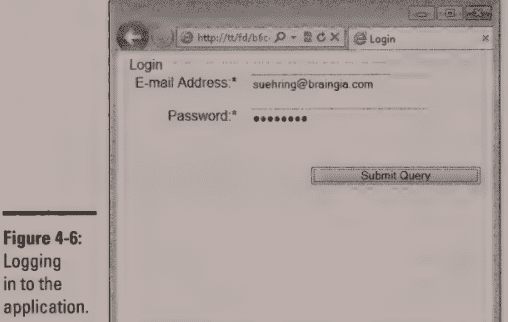 http://tt/fd/bfic
Login
Login
E-mail Address:*
suehring@braingia.com
Password:*
••••••••
Submit Query
Figure 4-6:
Logging
in to the
application.